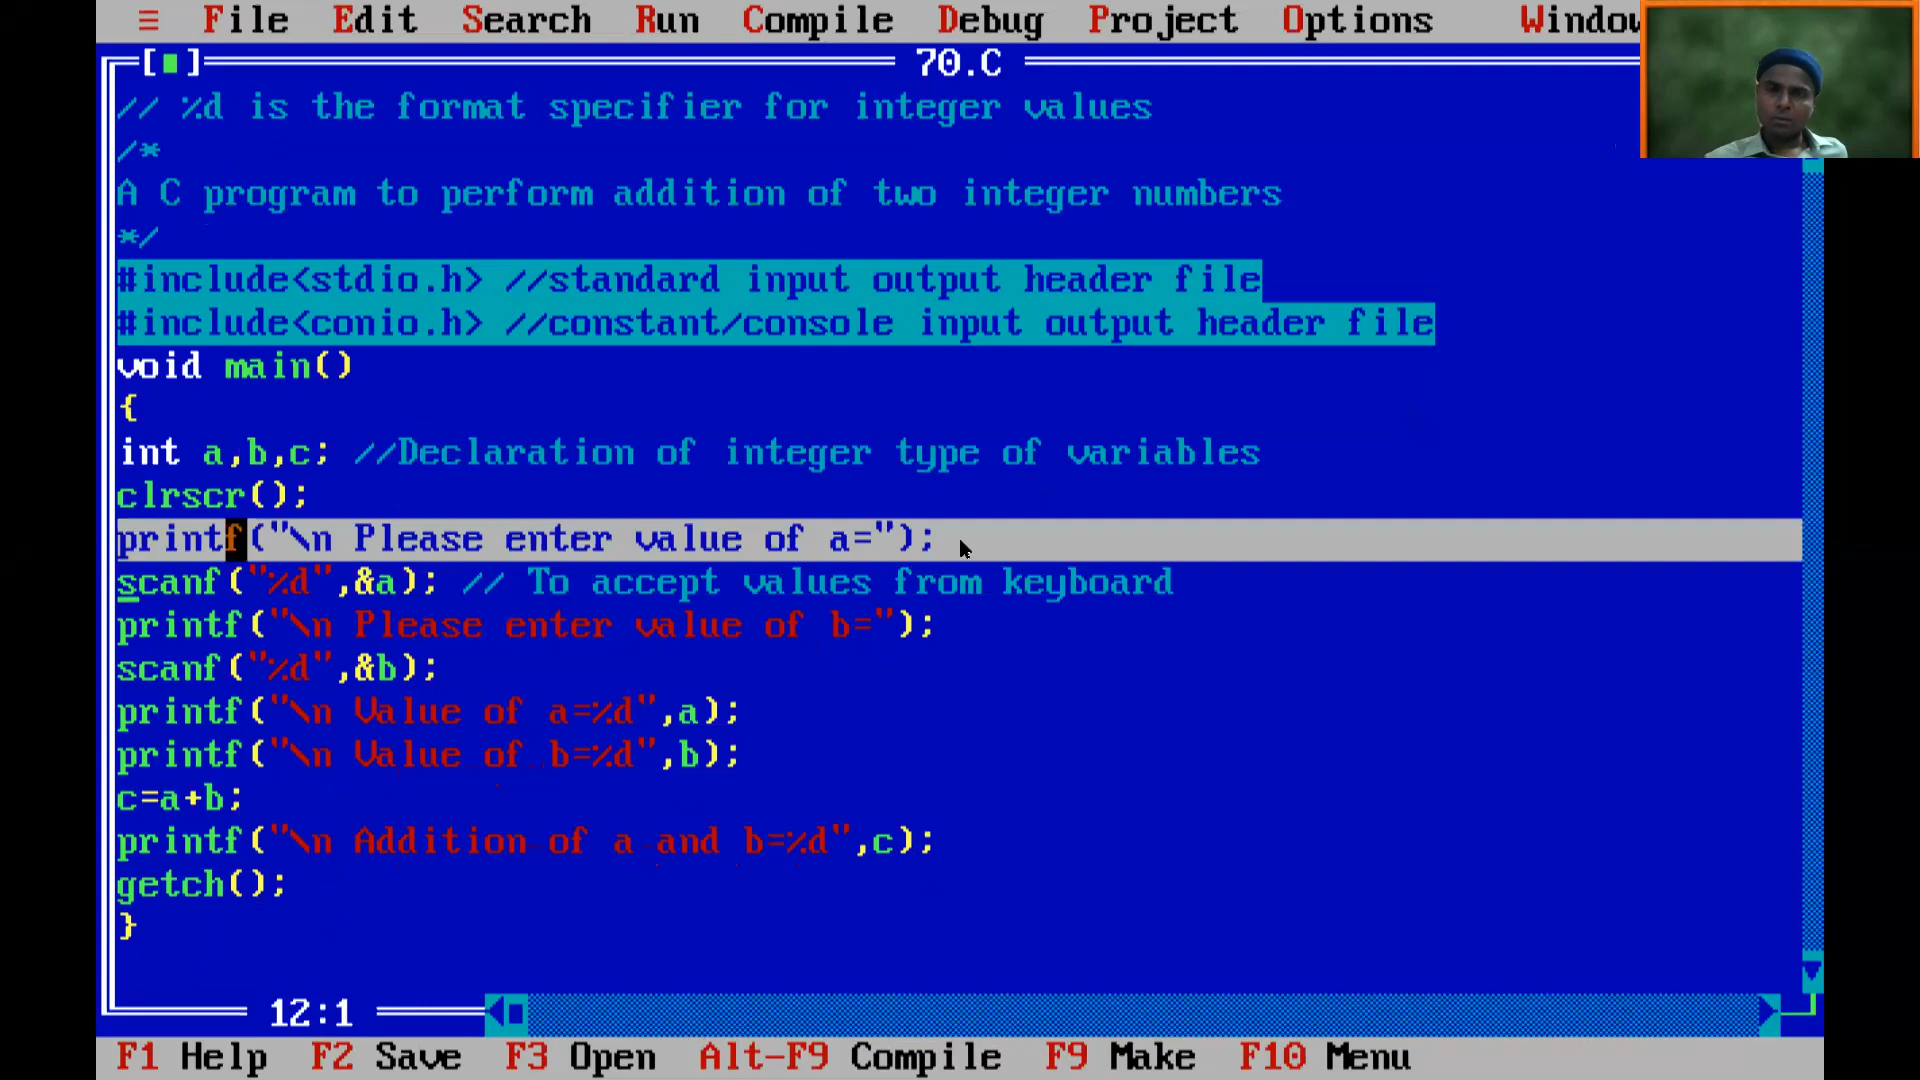 ≡ File Edit Search Run Compile Debug Project Options Window
[■] 70.C
// %d is the format specifier for integer values
/*
A C program to perform addition of two integer numbers
*/
#include<stdio.h> //standard input output header file
#include<conio.h> //constant/console input output header file
void main()
{
int a,b,c; //Declaration of integer type of variables
clrscr();
printf("\n Please enter value of a=");
scanf("%d",&a); // To accept values from keyboard
printf("\n Please enter value of b=");
scanf("%d",&b);
printf("\n Value of a=%d",a);
printf("\n Value of b=%d",b);
c=a+b;
printf("\n Addition of a and b=%d",c);
getch();
}
12:1
F1 Help F2 Save F3 Open Alt-F9 Compile F9 Make F10 Menu